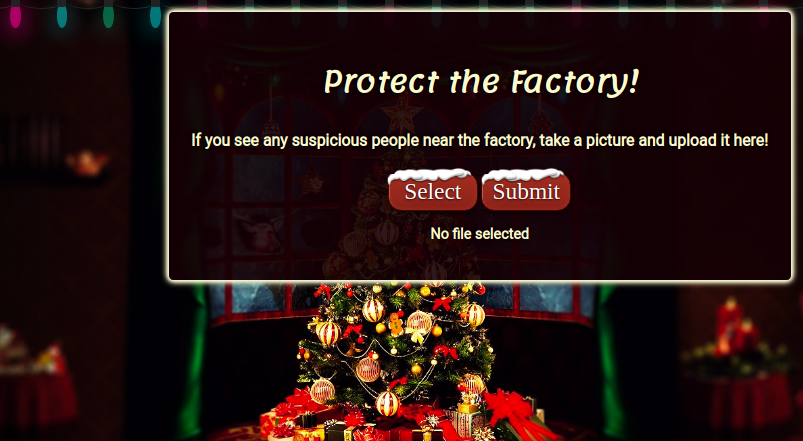 Protect the Factory!
If you see any suspicious people near the factory, take a picture and upload it here!
Select Submit
No file selected